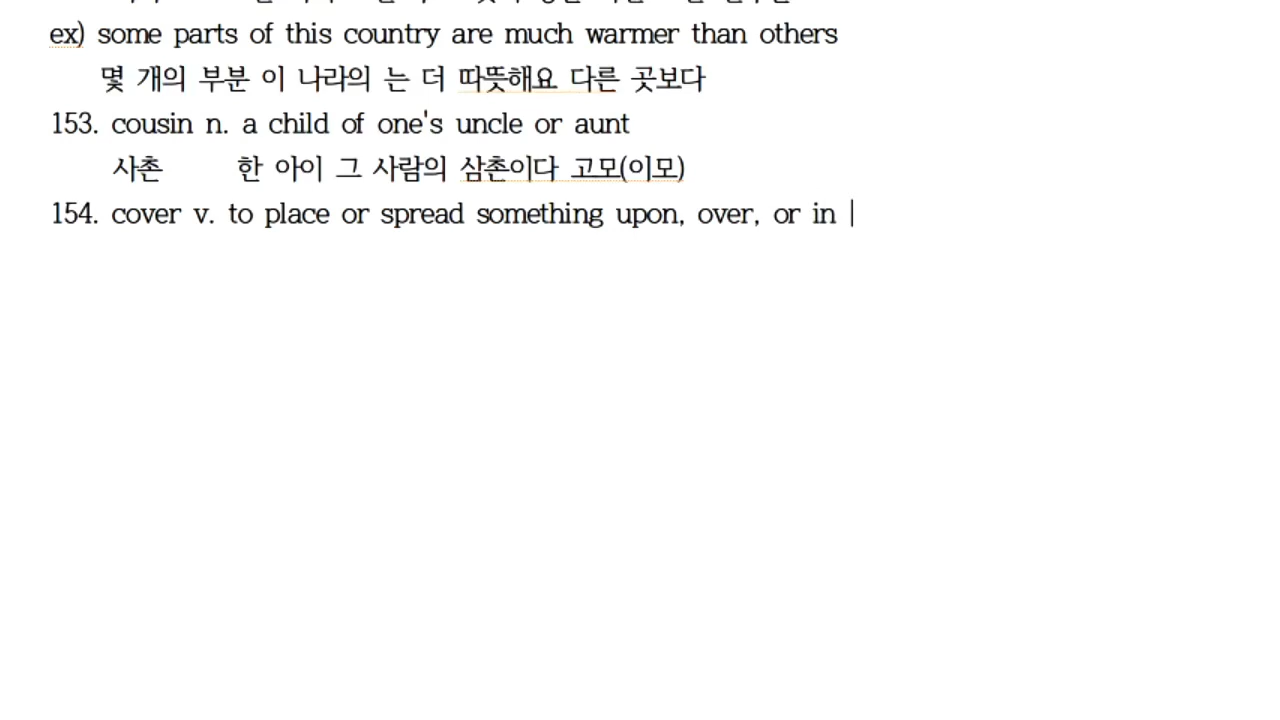 ex) some parts of this country are much warmer than others
몇 개의 부분 이 나라의 는 더 따뜻해요 다른 곳보다
153. cousin n. a child of one's uncle or aunt
사촌 한 아이 그 사람의 삼촌이다 고모(이모)
154. cover v. to place or spread something upon, over, or in